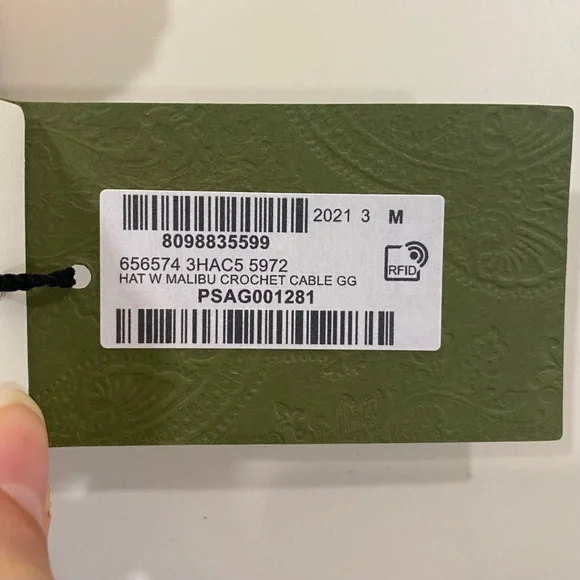 2021 3 M
8098835599
656574 3HAC5 5972
RFID
HAT W MALIBU CROCHET CABLE GG
PSAG001281